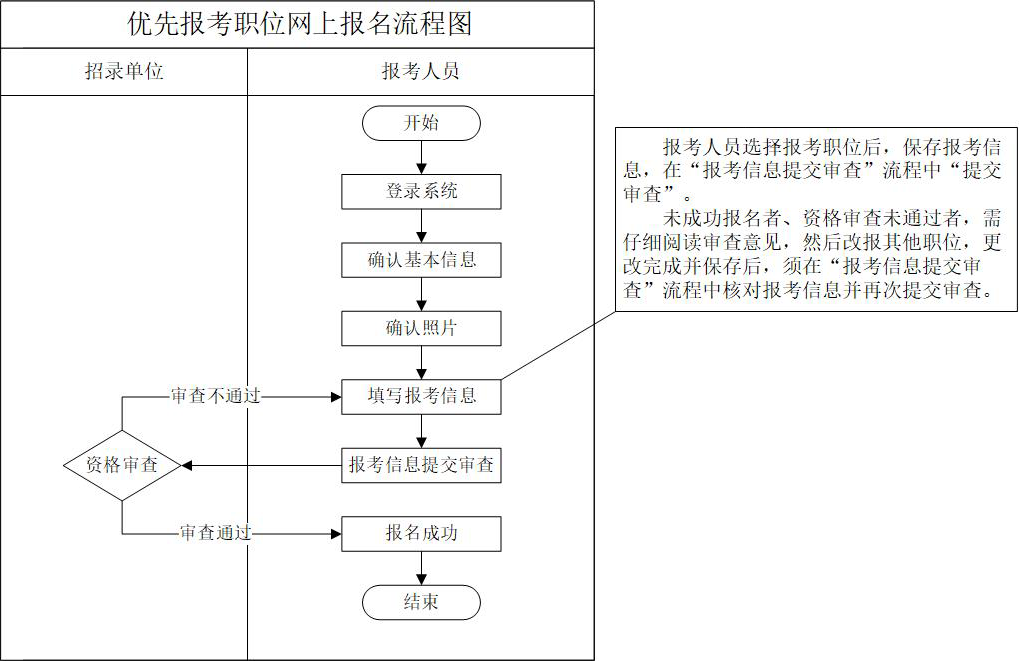 优先报考职位网上报名流程图
招录单位
报考人员
开始
登录系统
确认基本信息
确认照片
审查不通过
填写报考信息
资格审查
报考信息提交审查
审查通过
报名成功
结束
报考人员选择报考职位后，保存报考信
息，在“报考信息提交审查”流程中“提交
审查”。
未成功报名者、资格审查未通过者，需
仔细阅读审查意见，然后改报其他职位，更
改完成并保存后，须在“报考信息提交审
查”流程中核对报考信息并再次提交审查。